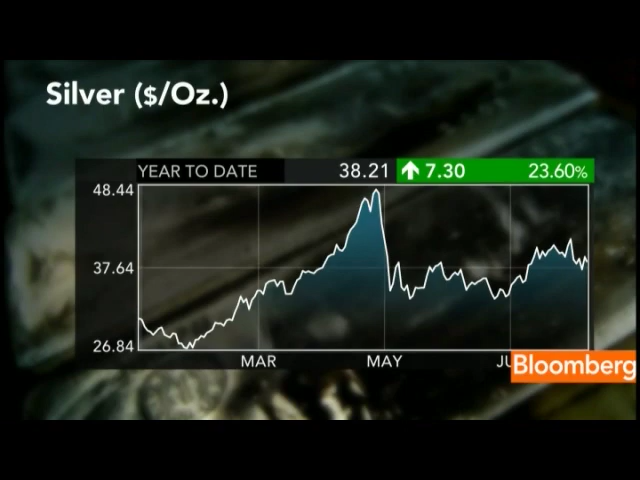 Silver ($/Oz.)
YEAR TO DATE 38.21 7.30 23.60%
48.44
37.64
26.84
MAR MAY
Bloomberg